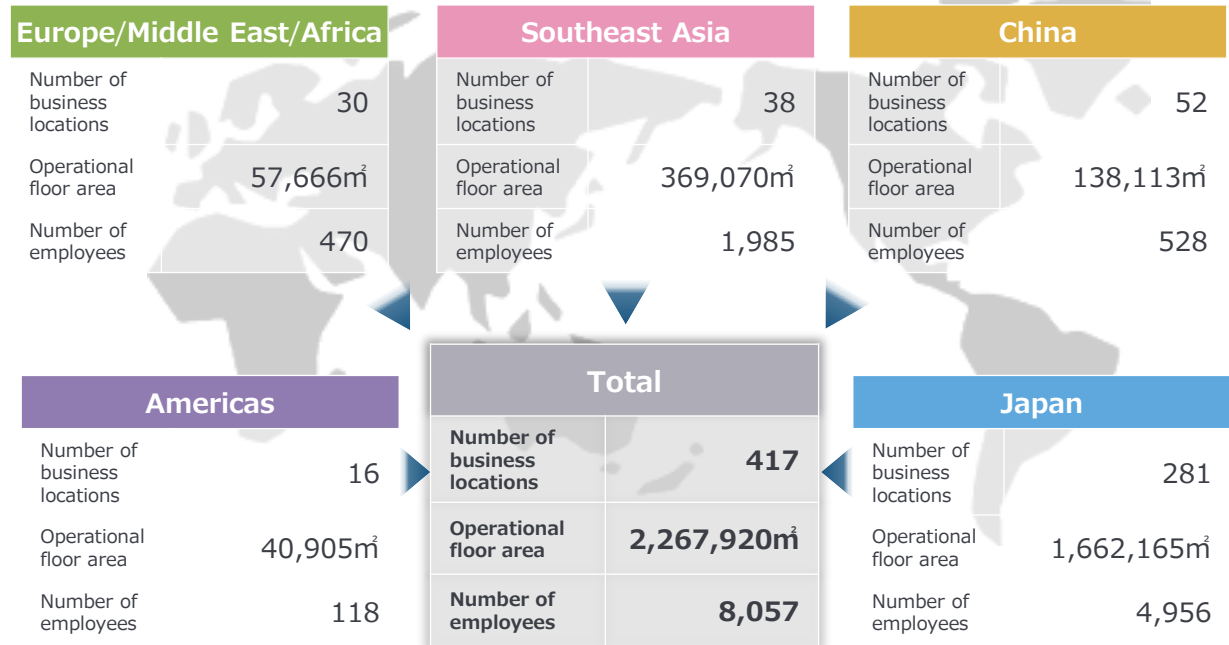 Europe/Middle East/Africa
Number of
business
locations
30
Operational
floor area
57,666㎡
Number of
employees
470
Southeast Asia
Number of
business
locations
38
Operational
floor area
369,070㎡
Number of
employees
1,985
China
Number of
business
locations
52
Operational
floor area
138,113㎡
Number of
employees
528
Americas
Number of
business
locations
16
Operational
floor area
40,905㎡
Number of
employees
118
Total
Number of
business
locations
417
Operational
floor area
2,267,920㎡
Number of
employees
8,057
Japan
Number of
business
locations
281
Operational
floor area
1,662,165㎡
Number of
employees
4,956